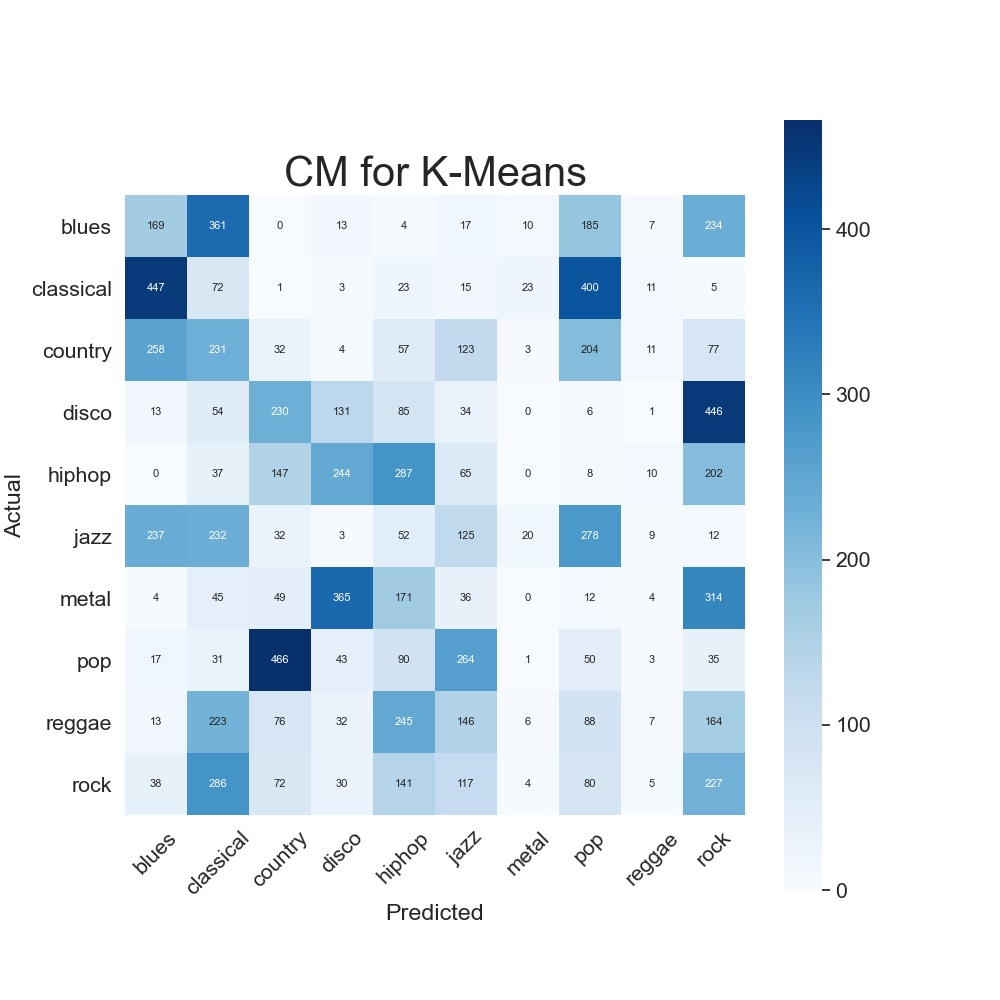 CM for K-Means
blues 169 361 0 13 4 17 10 185 7 234
classical 447 72 1 3 23 15 23 400 11 5
country 258 231 32 4 57 123 3 204 11 77
disco 13 54 230 131 85 34 0 6 1 446
hiphop 0 37 147 244 287 65 0 8 10 202
jazz 237 232 32 3 52 125 20 278 9 12
metal 4 45 49 365 171 36 0 12 4 314
pop 17 31 466 43 90 264 1 50 3 35
reggae 13 223 76 32 245 146 6 88 7 164
rock 38 286 72 30 141 117 4 80 5 227
blues classical country disco hiphop jazz metal pop reggae rock
Predicted
Actual
400
300
200
100
0